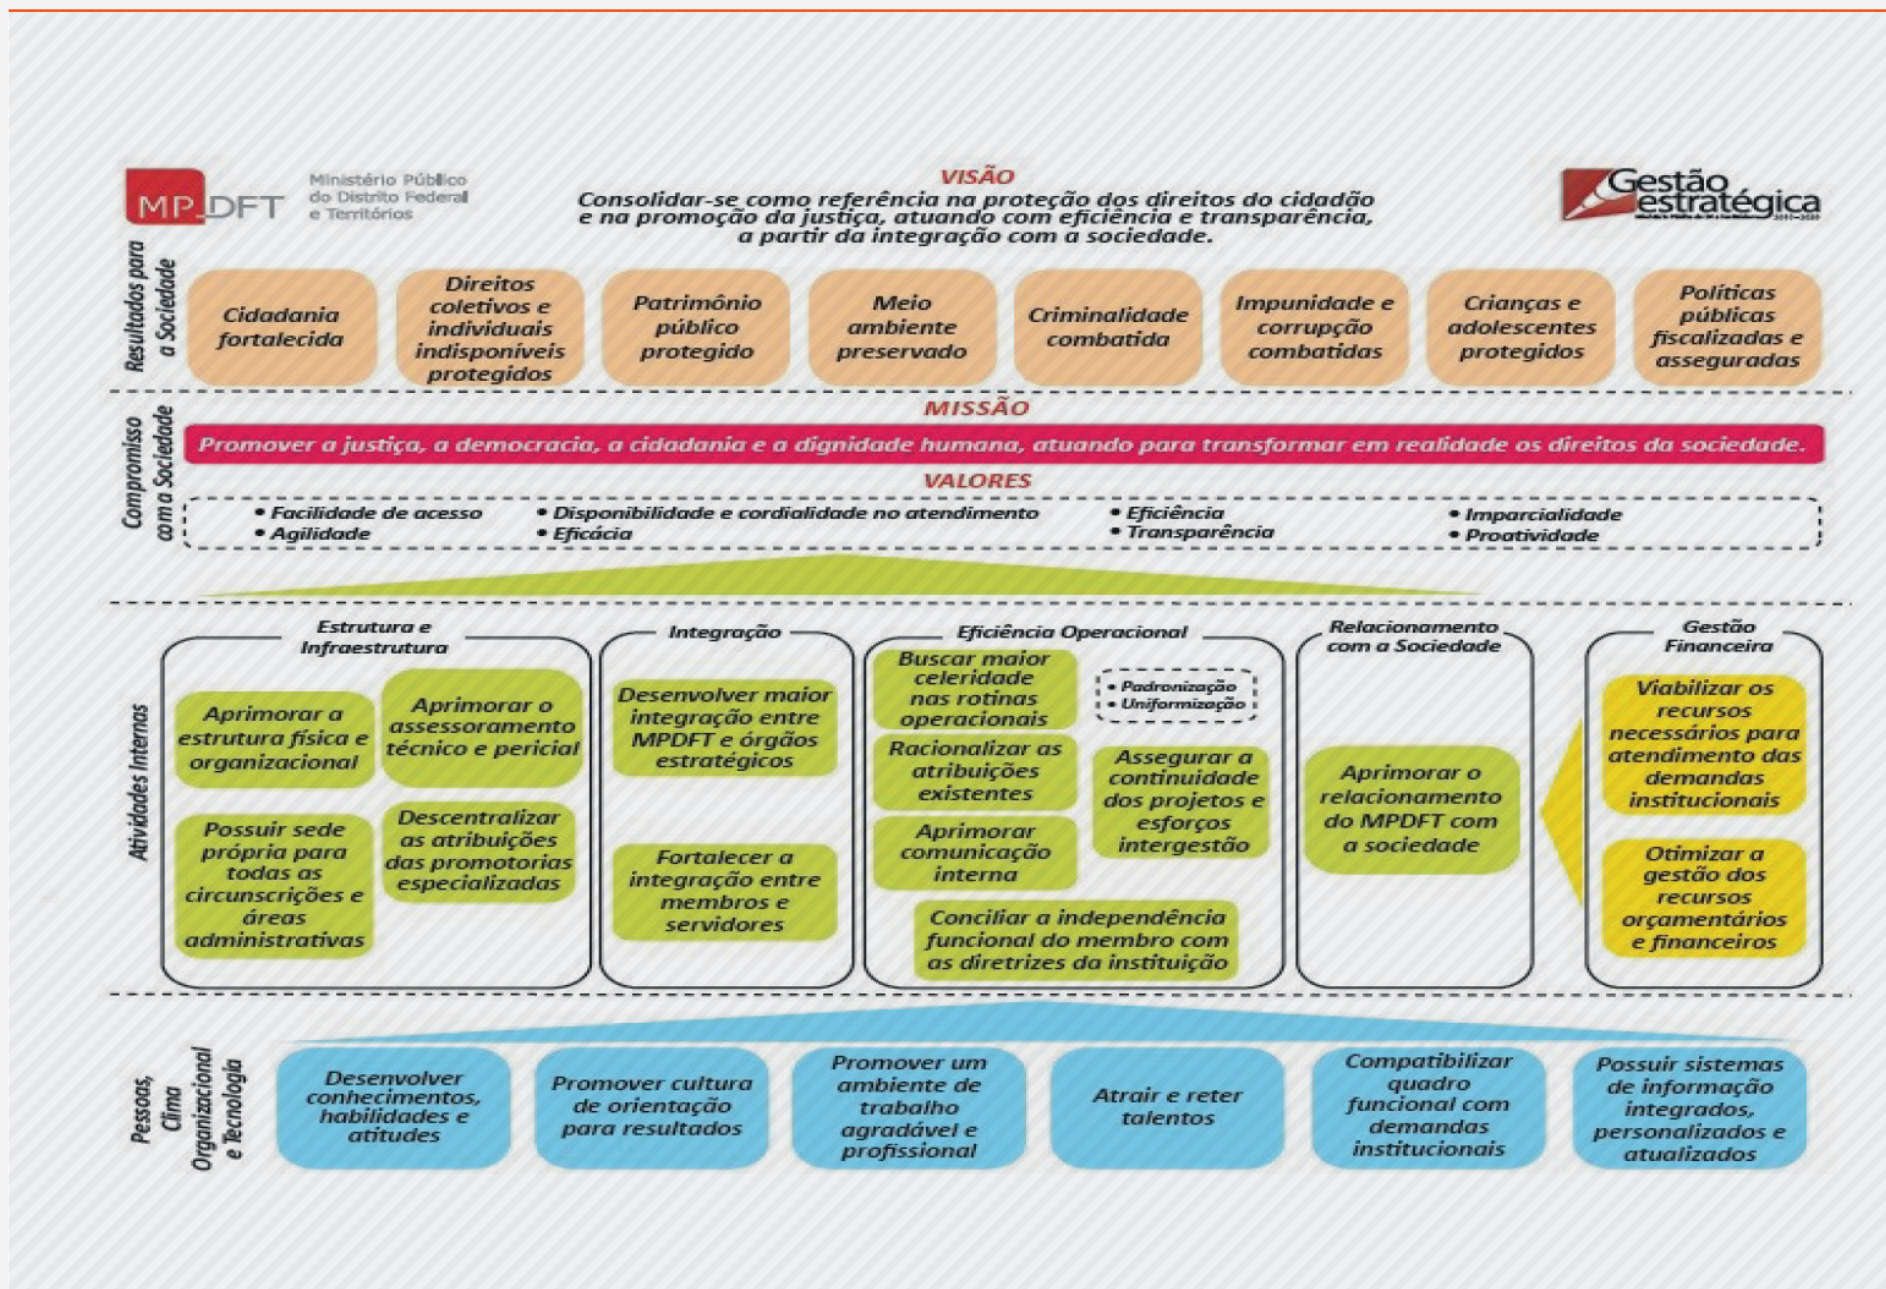 MPDFT
Ministério Público
do Distrito Federal
e Territórios
VISÃO
Consolidar-se como referência na proteção dos direitos do cidadão
e na promoção da justiça, atuando com eficiência e transparência,
a partir da integração com a sociedade.
Gestão
estratégica
Resultados para
a Sociedade
Cidadania
fortalecida
Direitos
coletivos e
individuais
indisponíveis
protegidos
Patrimônio
público
protegido
Meio
ambiente
preservado
Criminalidade
combatida
Impunidade e
corrupção
combatidas
Crianças e
adolescentes
protegidos
Políticas
públicas
fiscalizadas e
asseguradas
Compromisso
com a Sociedade
MISSÃO
Promover a justiça, a democracia, a cidadania e a dignidade humana, atuando para transformar em realidade os direitos da sociedade.
VALORES
• Facilidade de acesso
• Agilidade
• Disponibilidade e cordialidade no atendimento
• Eficácia
• Eficiência
• Transparência
• Imparcialidade
• Proatividade
Atividades Internas
Estrutura e
Infraestrutura
Aprimorar a
estrutura física e
organizacional
Aprimorar o
assessoramento
técnico e pericial
Possuir sede
própria para
todas as
circunscrições e
áreas
administrativas
Descentralizar
as atribuições
das promotorias
especializadas
Integração
Desenvolver maior
integração entre
MPDFT e órgãos
estratégicos
Fortalecer a
integração entre
membros e
servidores
Eficiência Operacional
Buscar maior
celeridade
nas rotinas
operacionais
• Padronização
• Uniformização
Racionalizar as
atribuições
existentes
Assegurar a
continuidade
dos projetos e
esforços
intergestão
Aprimorar
comunicação
interna
Conciliar a independência
funcional do membro com
as diretrizes da instituição
Relacionamento
com a Sociedade
Aprimorar o
relacionamento
do MPDFT com
a sociedade
Gestão
Financeira
Viabilizar os
recursos
necessários para
atendimento das
demandas
institucionais
Otimizar a
gestão dos
recursos
orçamentários
e financeiros
Pessoas,
Clima
Organizacional
e Tecnologia
Desenvolver
conhecimentos,
habilidades e
atitudes
Promover cultura
de orientação
para resultados
Promover um
ambiente de
trabalho
agradável e
profissional
Atrair e reter
talentos
Compatibilizar
quadro
funcional com
demandas
institucionais
Possuir sistemas
de informação
integrados,
personalizados e
atualizados